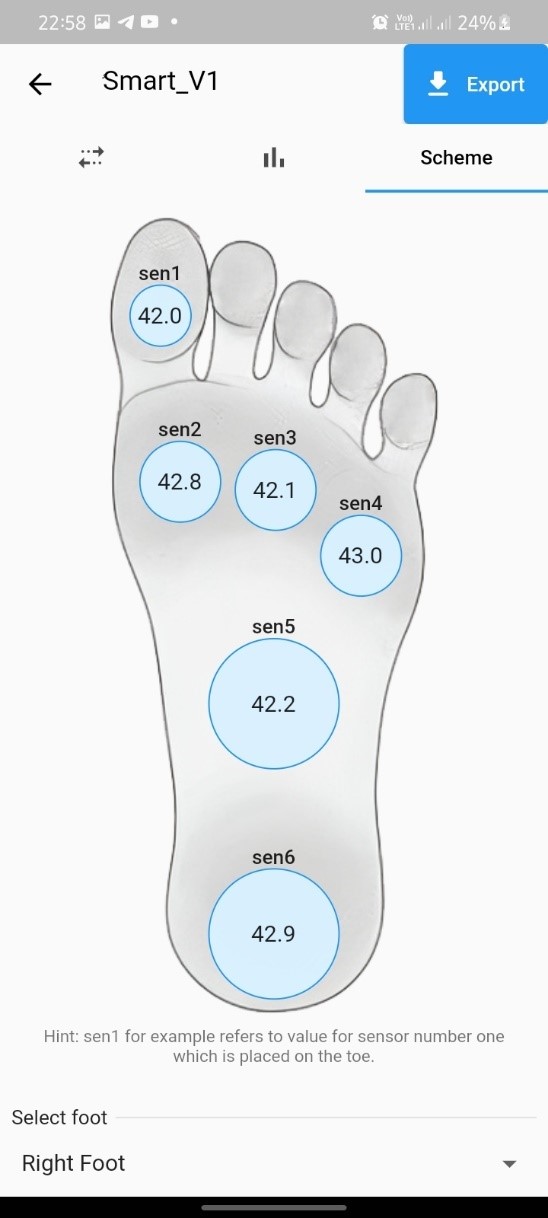 22:58
Vo)) LTE1 24%
Smart_V1
Export
Scheme
sen1
42.0
sen2
42.8
sen3
42.1
sen4
43.0
sen5
42.2
sen6
42.9
Hint: sen1 for example refers to value for sensor number one
which is placed on the toe.
Select foot
Right Foot